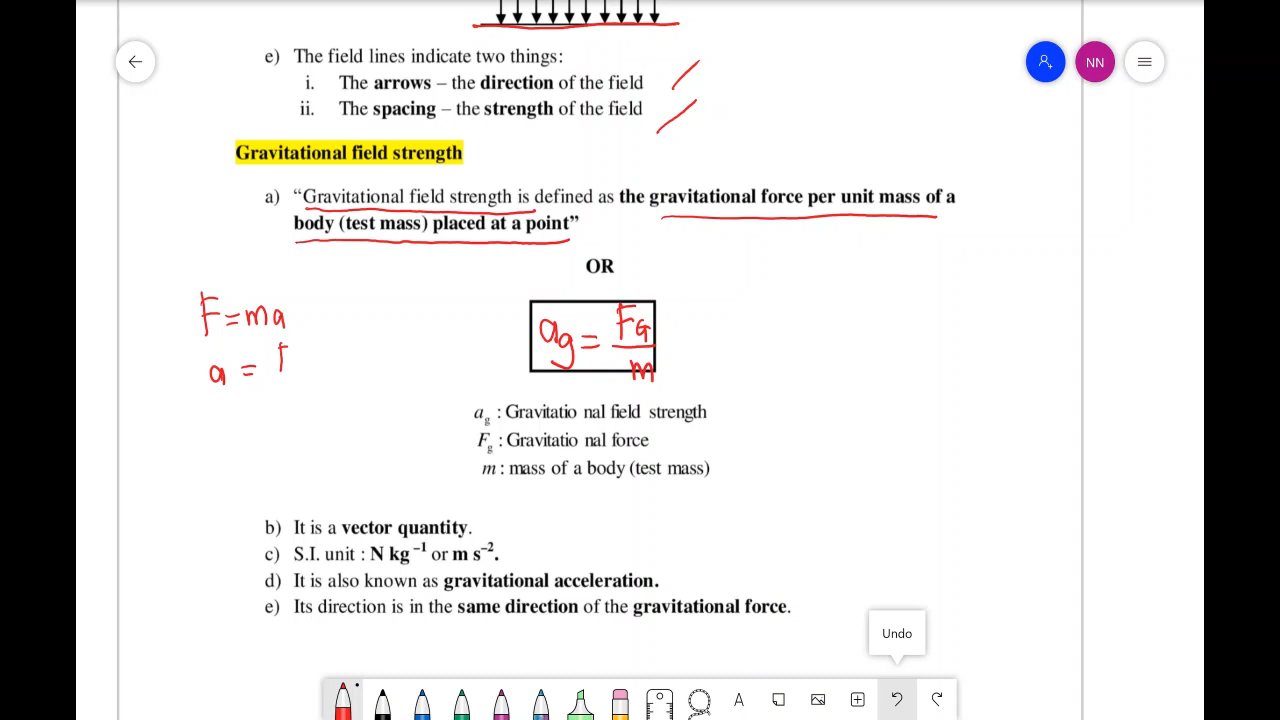 e) The field lines indicate two things:
i. The arrows – the direction of the field
ii. The spacing – the strength of the field
NN
Gravitational field strength
a) “Gravitational field strength is defined as the gravitational force per unit mass of a
body (test mass) placed at a point”
OR
F = ma
a = F
ag = FG/m
a g : Gravitatio nal field strength
F g : Gravitatio nal force
m : mass of a body (test mass)
b) It is a vector quantity.
c) S.I. unit : N kg⁻¹ or m s⁻².
d) It is also known as gravitational acceleration.
e) Its direction is in the same direction of the gravitational force.
Undo
A